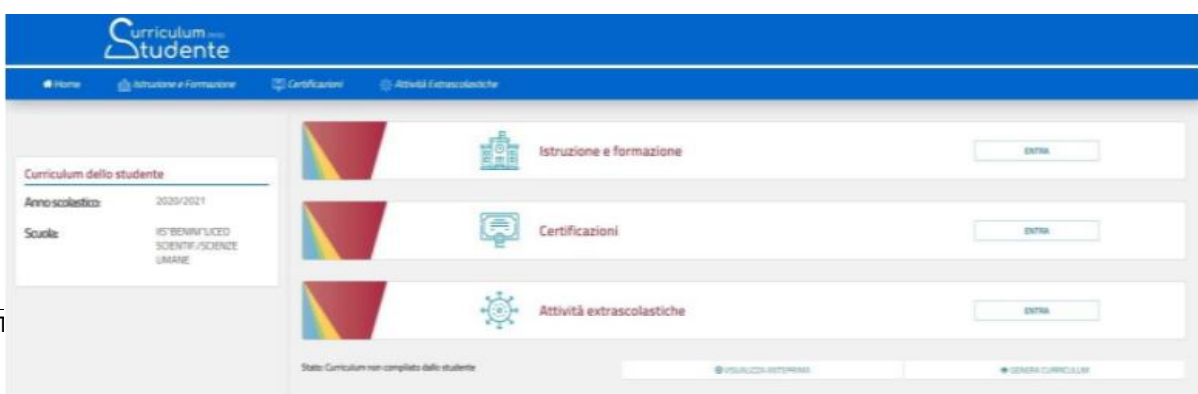 Curriculum dello
Studente
Home Istruzione e Formazione Certificazioni Attività Extrascolastiche
Curriculum dello studente
Anno scolastico: 2020/2021
Scuola: IIS"BENINI"LICEO
SCIENTIF./SCIENZE
UMANE
Istruzione e formazione ENTRA
Certificazioni ENTRA
Attività extrascolastiche ENTRA
Stato: Curriculum non compilato dallo studente VISUALIZZA ANTEPRIMA GENERA CURRICULUM